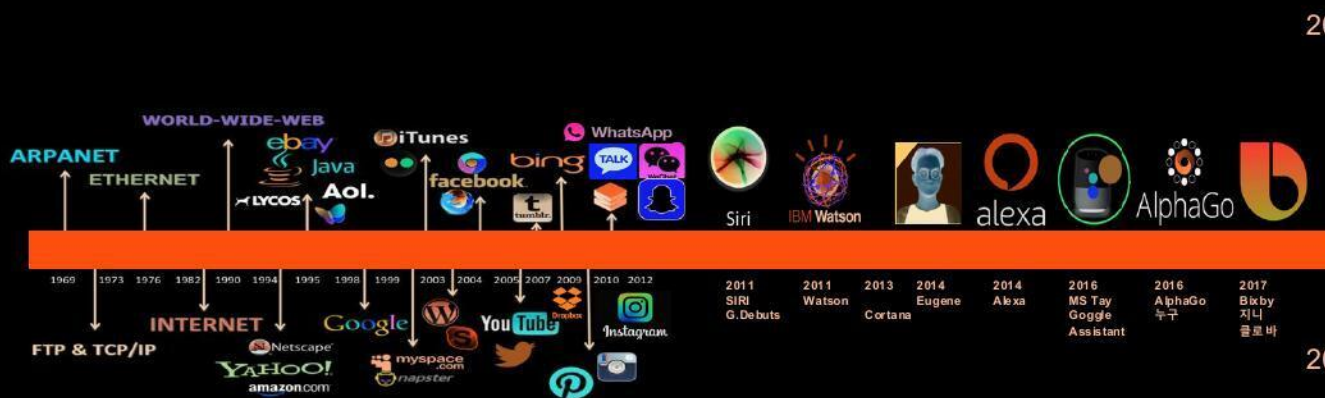 20
WORLD-WIDE-WEB
ARPANET
ETHERNET
ebay
Java
LYCOS
Aol.
iTunes
facebook
bing
tumblr.
WhatsApp
TALK
WeChat
Siri
IBM Watson
alexa
AlphaGo
1969 1973 1976 1982 1990 1994 1995 1998 1999 2003 2004 2005 2007 2009 2010 2012
FTP & TCP/IP
INTERNET
Netscape
YAHOO!
amazon.com
Google
myspace.com
napster
YouTube
Dropbox
Instagram
2011
SIRI
G.Debuts
2011
Watson
2013
Cortana
2014
Eugene
2014
Alexa
2016
MS Tay
Goggle
Assistant
2016
AlphaGo
누구
2017
Bixby
지니
클로바
20